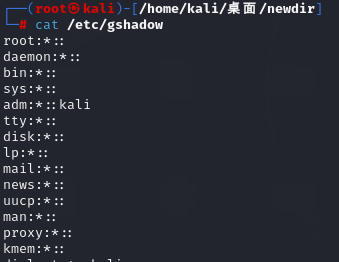 ┌──(root㉿kali)-[/home/kali/桌面/newdir]
└─# cat /etc/gshadow
root:*::
daemon:*::
bin:*::
sys:*::
adm:*::kali
tty:*::
disk:*::
lp:*::
mail:*::
news:*::
uucp:*::
man:*::
proxy:*::
kmem:*::